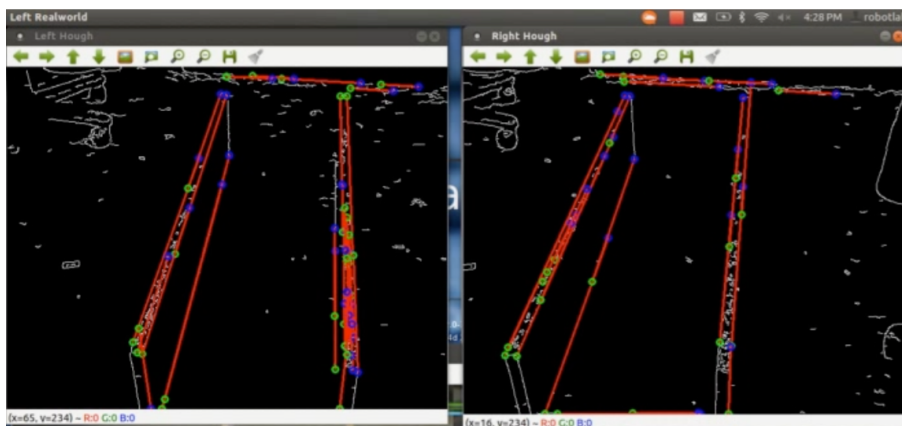 Left Realworld
4:28 PM
robotla
Left Hough
Right Hough
a
(x=65, y=234) ~ R:0 G:0 B:0
(x=16, y=234) ~ R:0 G:0 B:0